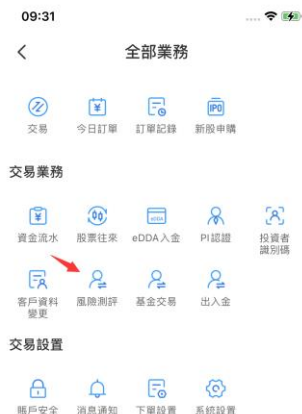 09:31
全部業務
交易
今日訂單
訂單記錄
IPO
新股申購
交易業務
資金流水
股票往來
eDDA
eDDA入金
PI認證
投資者
識別碼
客戶資料
變更
風險測評
基金交易
出入金
交易設置
賬戶安全
消息通知
下單設置
系統設置